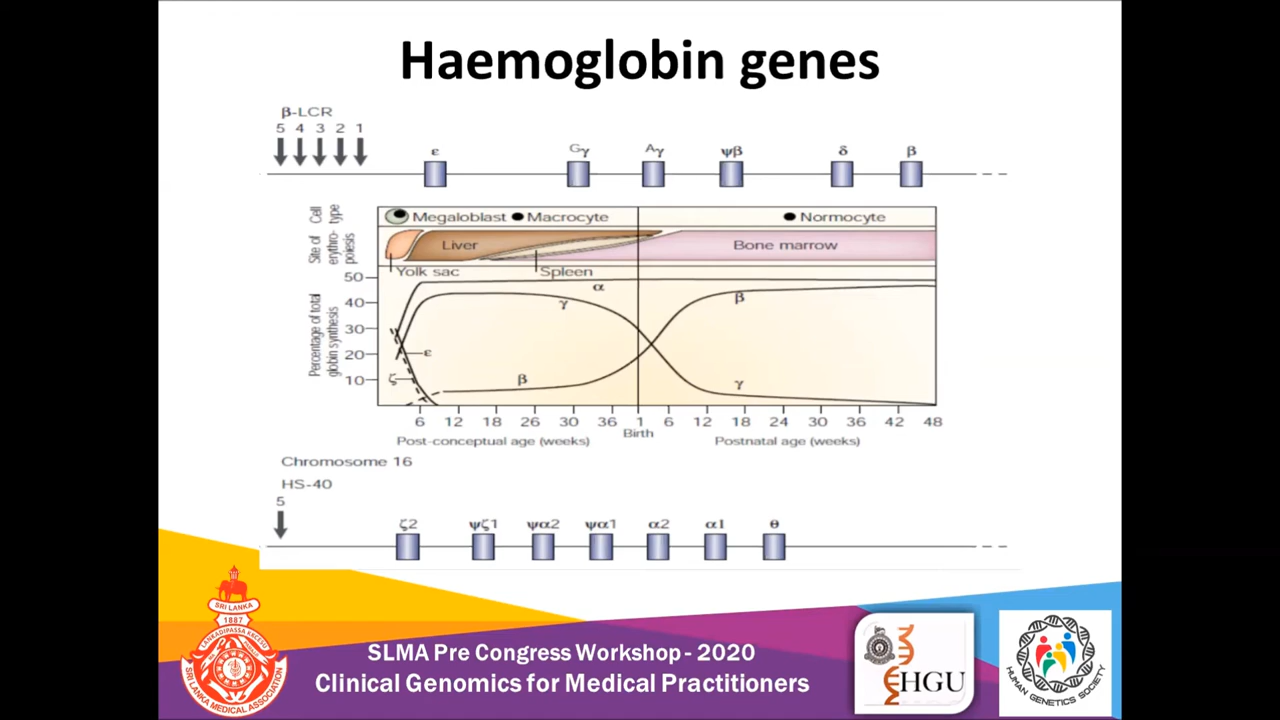 Haemoglobin genes
β-LCR
5 4 3 2 1
ε Gγ Aγ ψβ δ β
Cell type
Megaloblast Macrocyte Normocyte
Site of erythro-poiesis
Liver Bone marrow
Yolk sac Spleen
Percentage of total globin synthesis
50
40
30
20
10
α
γ β
ε
ζ β γ
6 12 18 26 30 36 1 6 12 18 24 30 36 42 48
Birth
Post-conceptual age (weeks) Postnatal age (weeks)
Chromosome 16
HS-40
5
ζ2 ψζ1 ψα2 ψα1 α2 α1 θ
SRI LANKA
1887
SRI LANKA MEDICAL ASSOCIATION
SLMA Pre Congress Workshop - 2020
Clinical Genomics for Medical Practitioners
HGU
HUMAN GENETICS SOCIETY